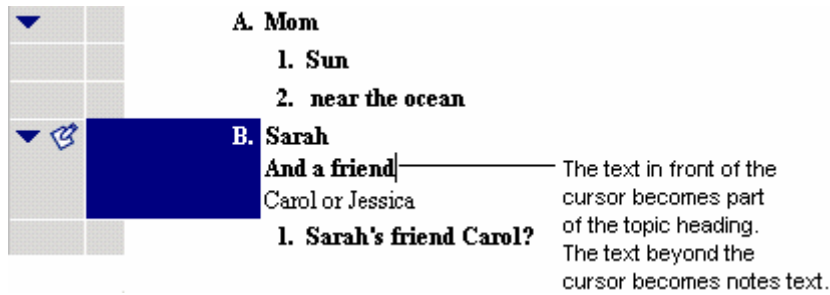 A. Mom
1. Sun
2. near the ocean
B. Sarah
And a friend
Carol or Jessica
1. Sarah's friend Carol?
The text in front of the
cursor becomes part
of the topic heading.
The text beyond the
cursor becomes notes text.